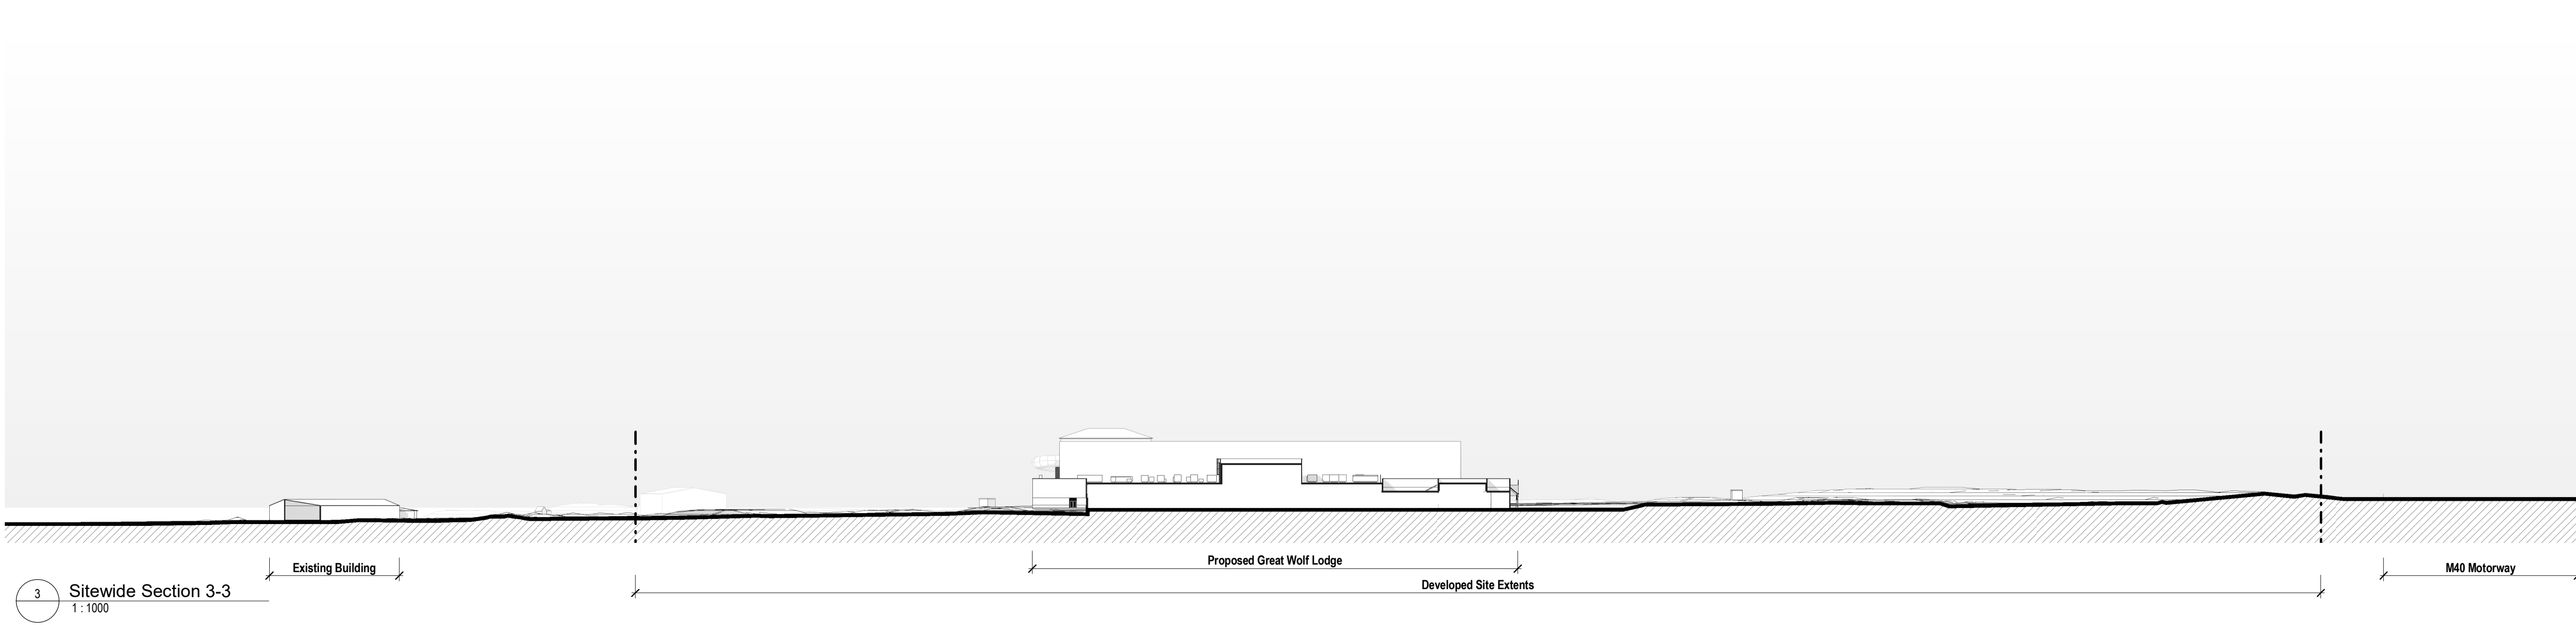 Proposed Great Wolf Lodge
Existing Building
M40 Motorway
Developed Site Extents
3
Sitewide Section 3-3
1 : 1000